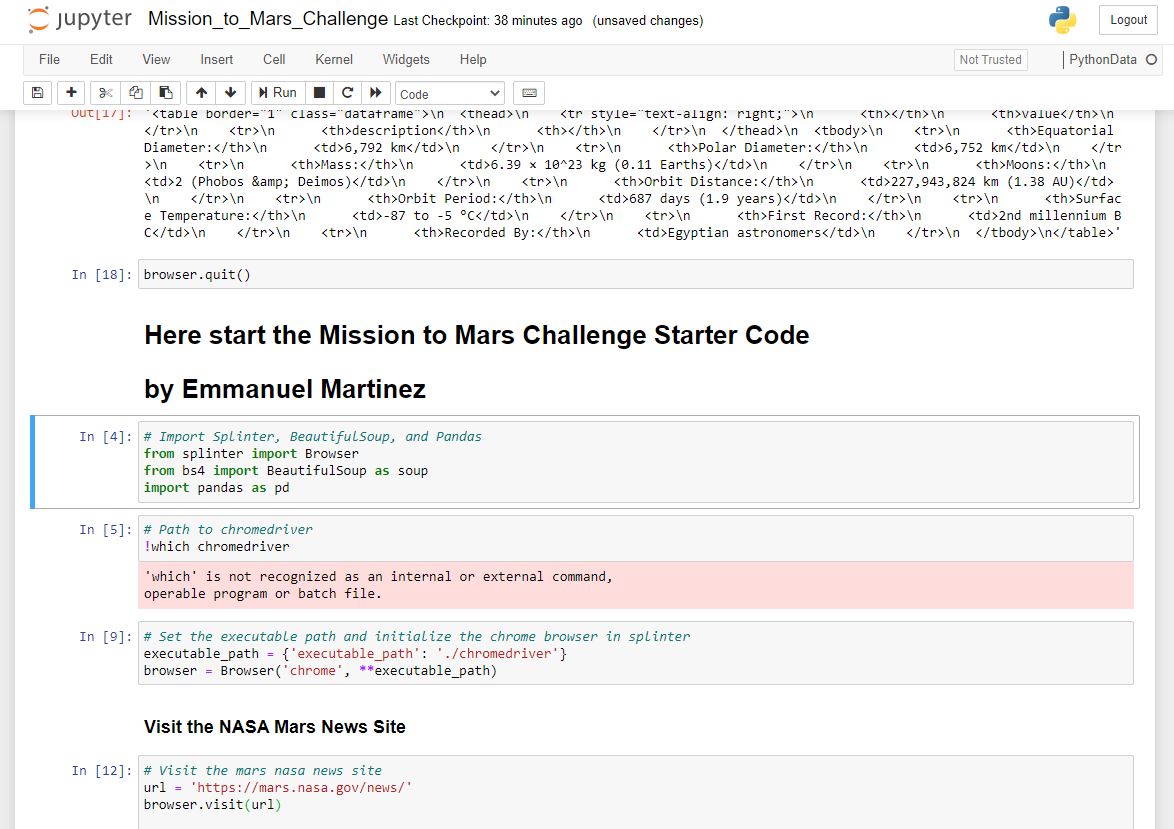 jupyter Mission_to_Mars_Challenge Last Checkpoint: 38 minutes ago (unsaved changes) Logout
File Edit View Insert Cell Kernel Widgets Help Not Trusted PythonData
Run Code
Out[17]: '<table border="1" class="dataframe">\n  <thead>\n    <tr style="text-align: right;">\n      <th></th>\n      <th>value</th>\n
</tr>\n    <tr>\n      <th>description</th>\n      <th></th>\n    </tr>\n  </thead>\n  <tbody>\n    <tr>\n      <th>Equatorial
Diameter:</th>\n      <td>6,792 km</td>\n    </tr>\n    <tr>\n      <th>Polar Diameter:</th>\n      <td>6,752 km</td>\n    </tr
>\n    <tr>\n      <th>Mass:</th>\n      <td>6.39 × 10^23 kg (0.11 Earths)</td>\n    </tr>\n    <tr>\n      <th>Moons:</th>\n
<td>2 (Phobos &amp; Deimos)</td>\n    </tr>\n    <tr>\n      <th>Orbit Distance:</th>\n      <td>227,943,824 km (1.38 AU)</td>
\n    </tr>\n    <tr>\n      <th>Orbit Period:</th>\n      <td>687 days (1.9 years)</td>\n    </tr>\n    <tr>\n      <th>Surfac
e Temperature:</th>\n      <td>-87 to -5 °C</td>\n    </tr>\n    <tr>\n      <th>First Record:</th>\n      <td>2nd millennium B
C</td>\n    </tr>\n    <tr>\n      <th>Recorded By:</th>\n      <td>Egyptian astronomers</td>\n    </tr>\n  </tbody>\n</table>'
In [18]: browser.quit()
Here start the Mission to Mars Challenge Starter Code
by Emmanuel Martinez
In [4]: # Import Splinter, BeautifulSoup, and Pandas
from splinter import Browser
from bs4 import BeautifulSoup as soup
import pandas as pd
In [5]: # Path to chromedriver
!which chromedriver
'which' is not recognized as an internal or external command,
operable program or batch file.
In [9]: # Set the executable path and initialize the chrome browser in splinter
executable_path = {'executable_path': './chromedriver'}
browser = Browser('chrome', **executable_path)
Visit the NASA Mars News Site
In [12]: # Visit the mars nasa news site
url = 'https://mars.nasa.gov/news/'
browser.visit(url)